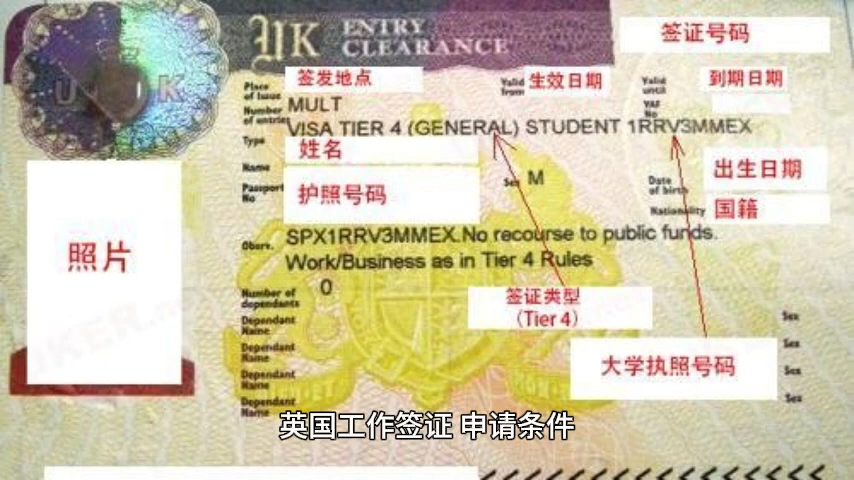 UK ENTRY CLEARANCE
签证号码
Place of Issue
签发地点
Valid from
生效日期
Valid until
到期日期
Number of entries
MULT
VAF No
Type
VISA TIER 4 (GENERAL) STUDENT 1RRV3MMEX
Name
姓名
Passport No
护照号码
Sex M
Date of birth
出生日期
Nationality
国籍
照片
Obsrv.
SPX1RRV3MMEX.No recourse to public funds.
Work/Business as in Tier 4 Rules
Number of dependants
0
签证类型
(Tier 4)
Dependant Name
Sex
Dependant Name
Sex
大学执照号码
Dependant Name
Sex
Dependant Name
Sex
英国工作签证 申请条件